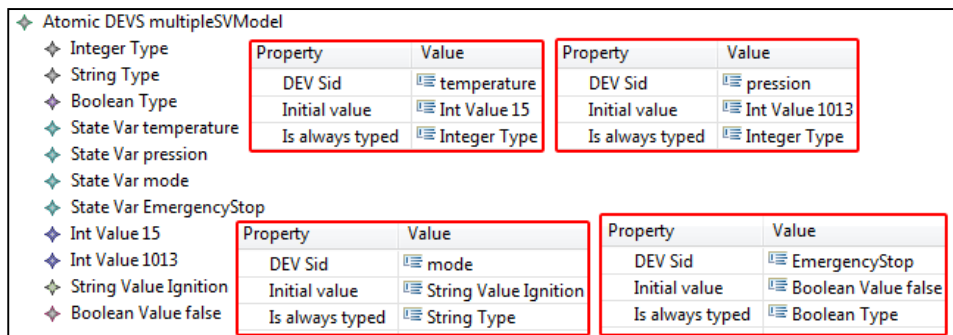 Atomic DEVS multipleSVModel
Integer Type
String Type
Boolean Type
State Var temperature
State Var pression
State Var mode
State Var EmergencyStop
Int Value 15
Int Value 1013
String Value Ignition
Boolean Value false
Property Value
DEV Sid temperature
Initial value Int Value 15
Is always typed Integer Type
Property Value
DEV Sid pression
Initial value Int Value 1013
Is always typed Integer Type
Property Value
DEV Sid mode
Initial value String Value Ignition
Is always typed String Type
Property Value
DEV Sid EmergencyStop
Initial value Boolean Value false
Is always typed Boolean Type